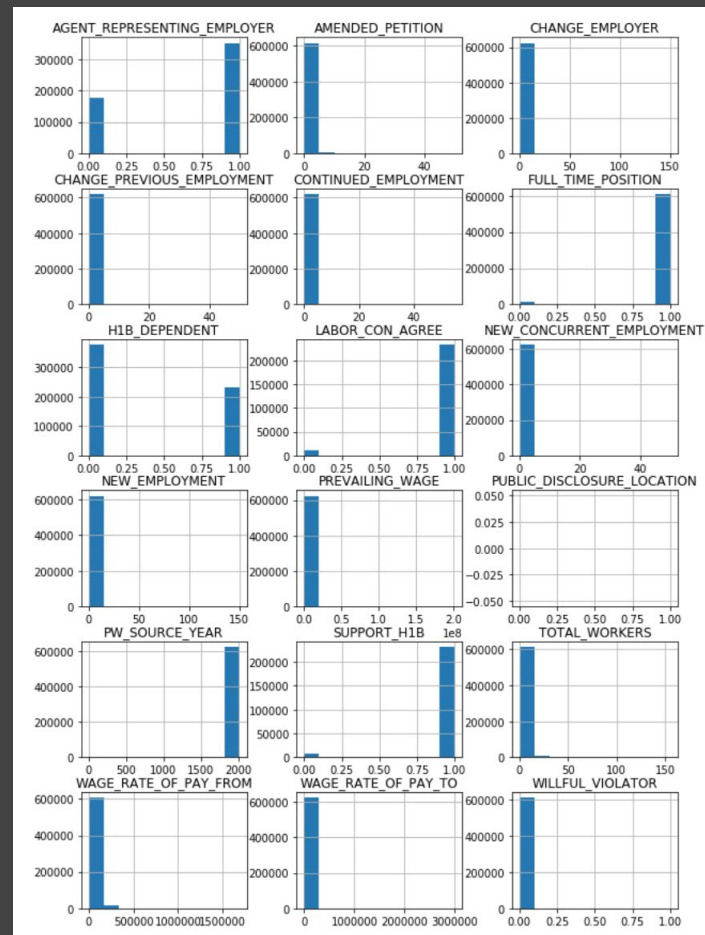 AGENT_REPRESENTING_EMPLOYER AMENDED_PETITION CHANGE_EMPLOYER
300000 600000 600000
200000 400000 400000
100000 200000 200000
0 0 0
0.00 0.25 0.50 0.75 1.00 0 20 40 0 50 100 150
CHANGE_PREVIOUS_EMPLOYMENT CONTINUED_EMPLOYMENT FULL_TIME_POSITION
600000 600000 600000
400000 400000 400000
200000 200000 200000
0 0 0
0 20 40 0 20 40 0.00 0.25 0.50 0.75 1.00
H1B_DEPENDENT LABOR_CON_AGREE NEW_CONCURRENT_EMPLOYMENT
300000 200000 600000
200000 150000 400000
100000 100000 200000
0 50000 0
0
0.00 0.25 0.50 0.75 1.00 0.00 0.25 0.50 0.75 1.00 0 20 40
NEW_EMPLOYMENT PREVAILING_WAGE PUBLIC_DISCLOSURE_LOCATION
600000 600000 0.050
400000 400000 0.025
200000 200000 0.000
0 0 −0.025
−0.050
0 50 100 150 0.0 0.5 1.0 1.5 2.0 0.00 0.25 0.50 0.75 1.00
1e8
PW_SOURCE_YEAR SUPPORT_H1B TOTAL_WORKERS
600000 200000 600000
400000 150000 400000
200000 100000 200000
0 50000 0
0
0 500 1000 1500 2000 0.00 0.25 0.50 0.75 1.00 0 50 100 150
WAGE_RATE_OF_PAY_FROM WAGE_RATE_OF_PAY_TO WILLFUL_VIOLATOR
600000 600000 600000
400000 400000 400000
200000 200000 200000
0 0 0
0 500000 1000000 1500000 0 1000000 2000000 3000000 0.00 0.25 0.50 0.75 1.00